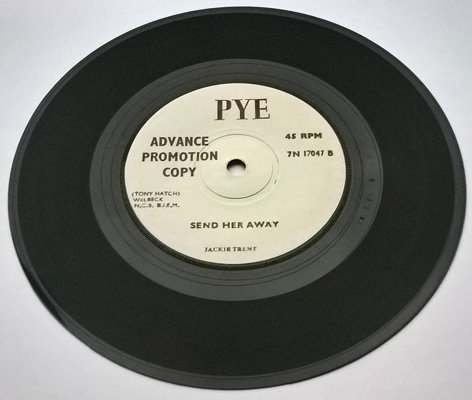 PYE
ADVANCE
PROMOTION
COPY
45 RPM
7N 17047 B
(TONY HATCH)
WELBECK
N.C.B. B.I.E.M.
SEND HER AWAY
JACKIE TRENT